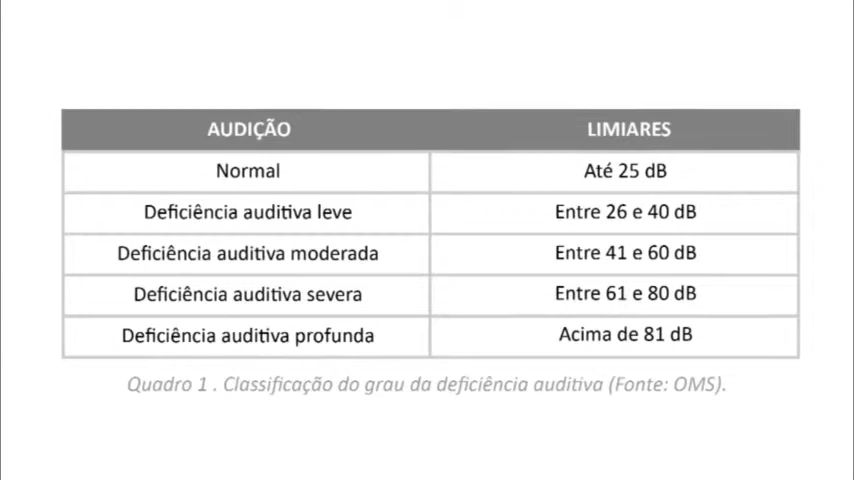 AUDIÇÃO LIMIARES
Normal Até 25 dB
Deficiência auditiva leve Entre 26 e 40 dB
Deficiência auditiva moderada Entre 41 e 60 dB
Deficiência auditiva severa Entre 61 e 80 dB
Deficiência auditiva profunda Acima de 81 dB
Quadro 1 . Classificação do grau da deficiência auditiva (Fonte: OMS).